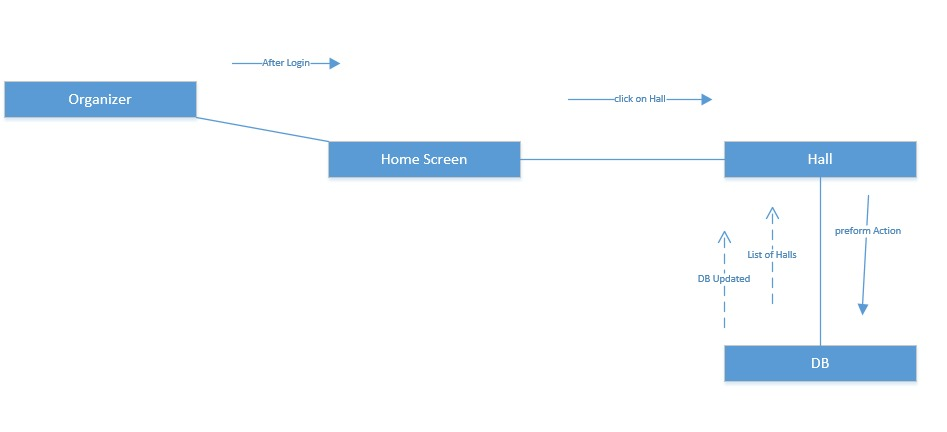 After Login
Organizer
click on Hall
Home Screen
Hall
preform Action
List of Halls
DB Updated
DB